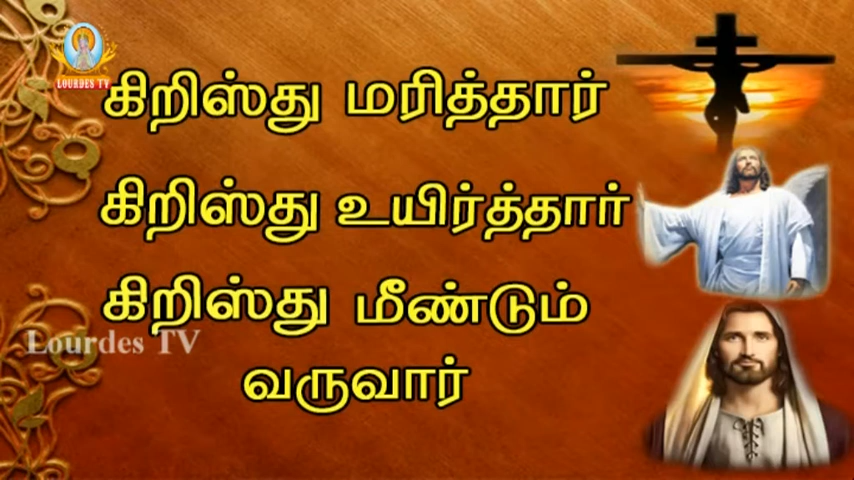 LOURDES TV
கிறிஸ்து மரித்தார்
கிறிஸ்து உயிர்த்தார்
கிறிஸ்து மீண்டும்
Lourdes TV
வருவார்